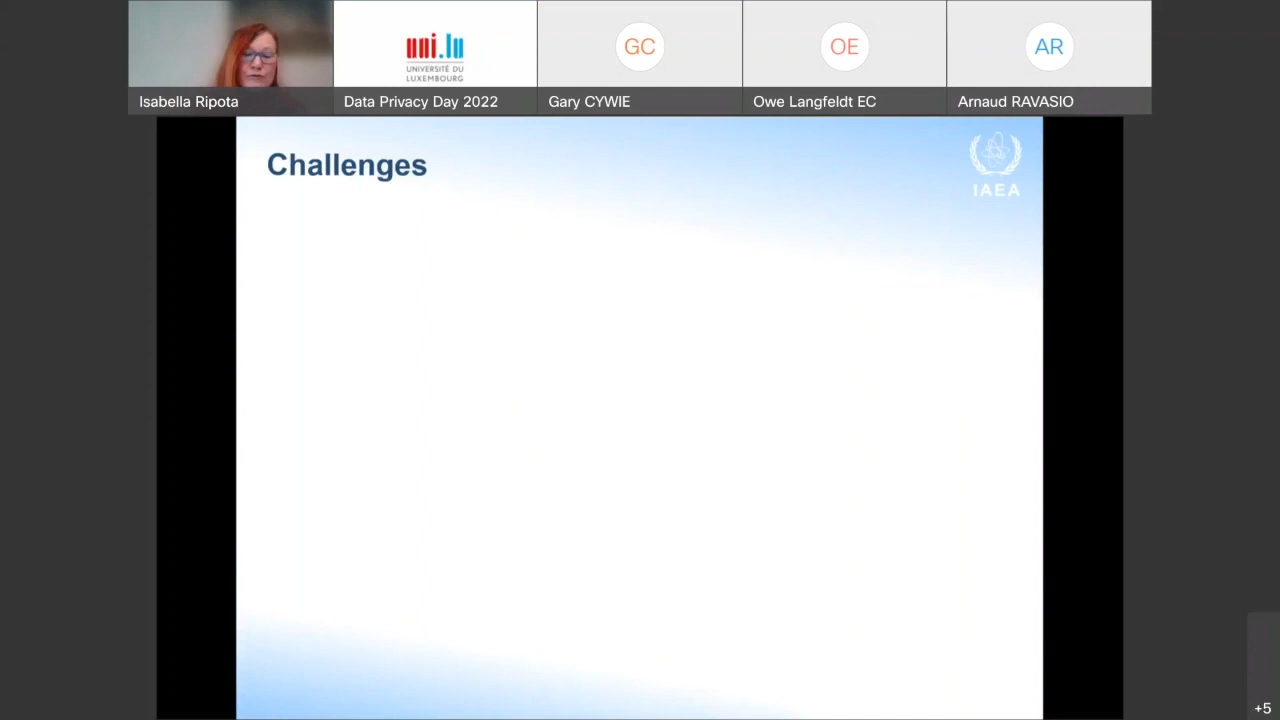 uni.lu
UNIVERSITÉ DU
LUXEMBOURG
GC
OE
AR
Isabella Ripota
Data Privacy Day 2022
Gary CYWIE
Owe Langfeldt EC
Arnaud RAVASIO
Challenges
IAEA
+5